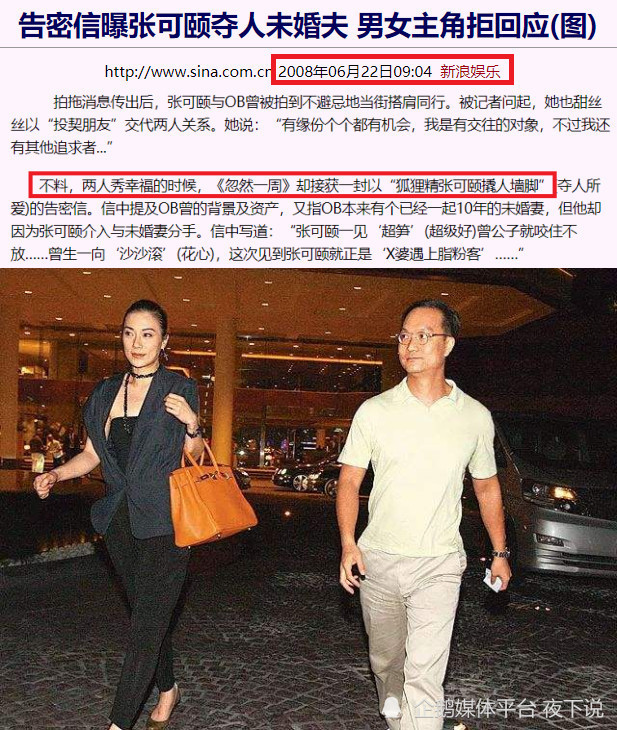 告密信曝张可颐夺人未婚夫 男女主角拒回应(图)
http://www.sina.com.cn 2008年06月22日09:04 新浪娱乐
拍拖消息传出后，张可颐与OB曾被拍到不避忌地当街搭肩同行。被记者问起，她也甜丝
丝以“投契朋友”交代两人关系。她说：“有缘份个个都有机会，我是有交往的对象，不过我还
有其他追求者...”
不料，两人秀幸福的时候，《忽然一周》却接获一封以“狐狸精张可颐撬人墙脚”夺人所
爱)的告密信。信中提及OB曾的背景及资产，又指OB本来有个已经一起10年的未婚妻，但他却
因为张可颐介入与未婚妻分手。信中写道：“张可颐一见‘超笋’(超级好)曾公子就咬住不
放......曾生一向‘沙沙滚’(花心)，这次见到张可颐就正是‘X婆遇上脂粉客’......”
企鹅媒体平台 夜下说